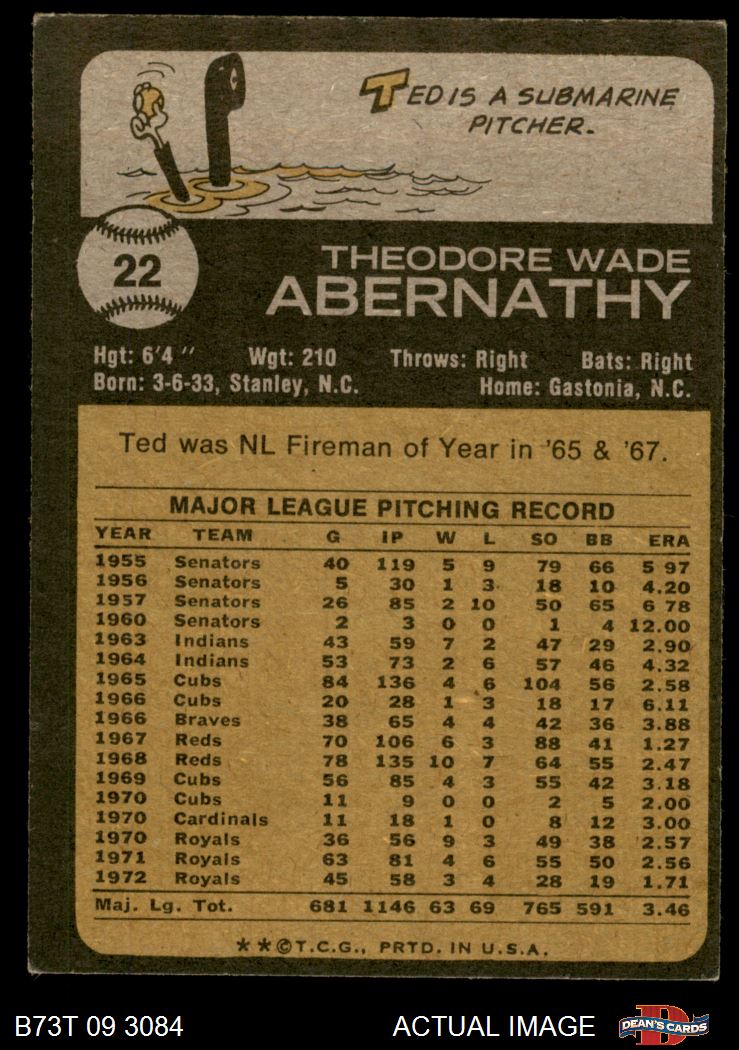 TED IS A SUBMARINE
PITCHER.
22
THEODORE WADE
ABERNATHY
Hgt: 6'4" Wgt: 210 Throws: Right Bats: Right
Born: 3-6-33, Stanley, N.C. Home: Gastonia, N.C.
Ted was NL Fireman of Year in '65 & '67.
MAJOR LEAGUE PITCHING RECORD
YEAR TEAM G IP W L SO BB ERA
1955 Senators 40 119 5 9 79 66 5 97
1956 Senators 5 30 1 3 18 10 4.20
1957 Senators 26 85 2 10 50 65 6 78
1960 Senators 2 3 0 0 1 4 12.00
1963 Indians 43 59 7 2 47 29 2.90
1964 Indians 53 73 2 6 57 46 4.32
1965 Cubs 84 136 4 6 104 56 2.58
1966 Cubs 20 28 1 3 18 17 6.11
1966 Braves 38 65 4 4 42 36 3.88
1967 Reds 70 106 6 3 88 41 1.27
1968 Reds 78 135 10 7 64 55 2.47
1969 Cubs 56 85 4 3 55 42 3.18
1970 Cubs 11 9 0 0 2 5 2.00
1970 Cardinals 11 18 1 0 8 12 3.00
1970 Royals 36 56 9 3 49 38 2.57
1971 Royals 63 81 4 6 55 50 2.56
1972 Royals 45 58 3 4 28 19 1.71
Maj. Lg. Tot. 681 1146 63 69 765 591 3.46
**©T.C.G., PRTD. IN U.S.A.
B73T 09 3084 ACTUAL IMAGE D DEAN'S CARDS